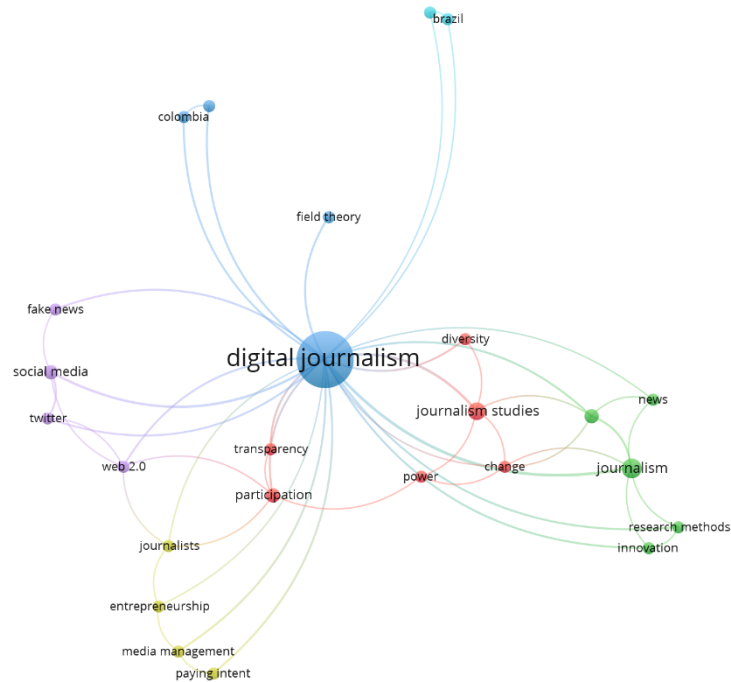 brazil
colombia
field theory
fake news
digital journalism
diversity
social media
news
twitter
journalism studies
transparency
web 2.0
change
journalism
power
participation
research methods
journalists
innovation
entrepreneurship
media management
paying intent